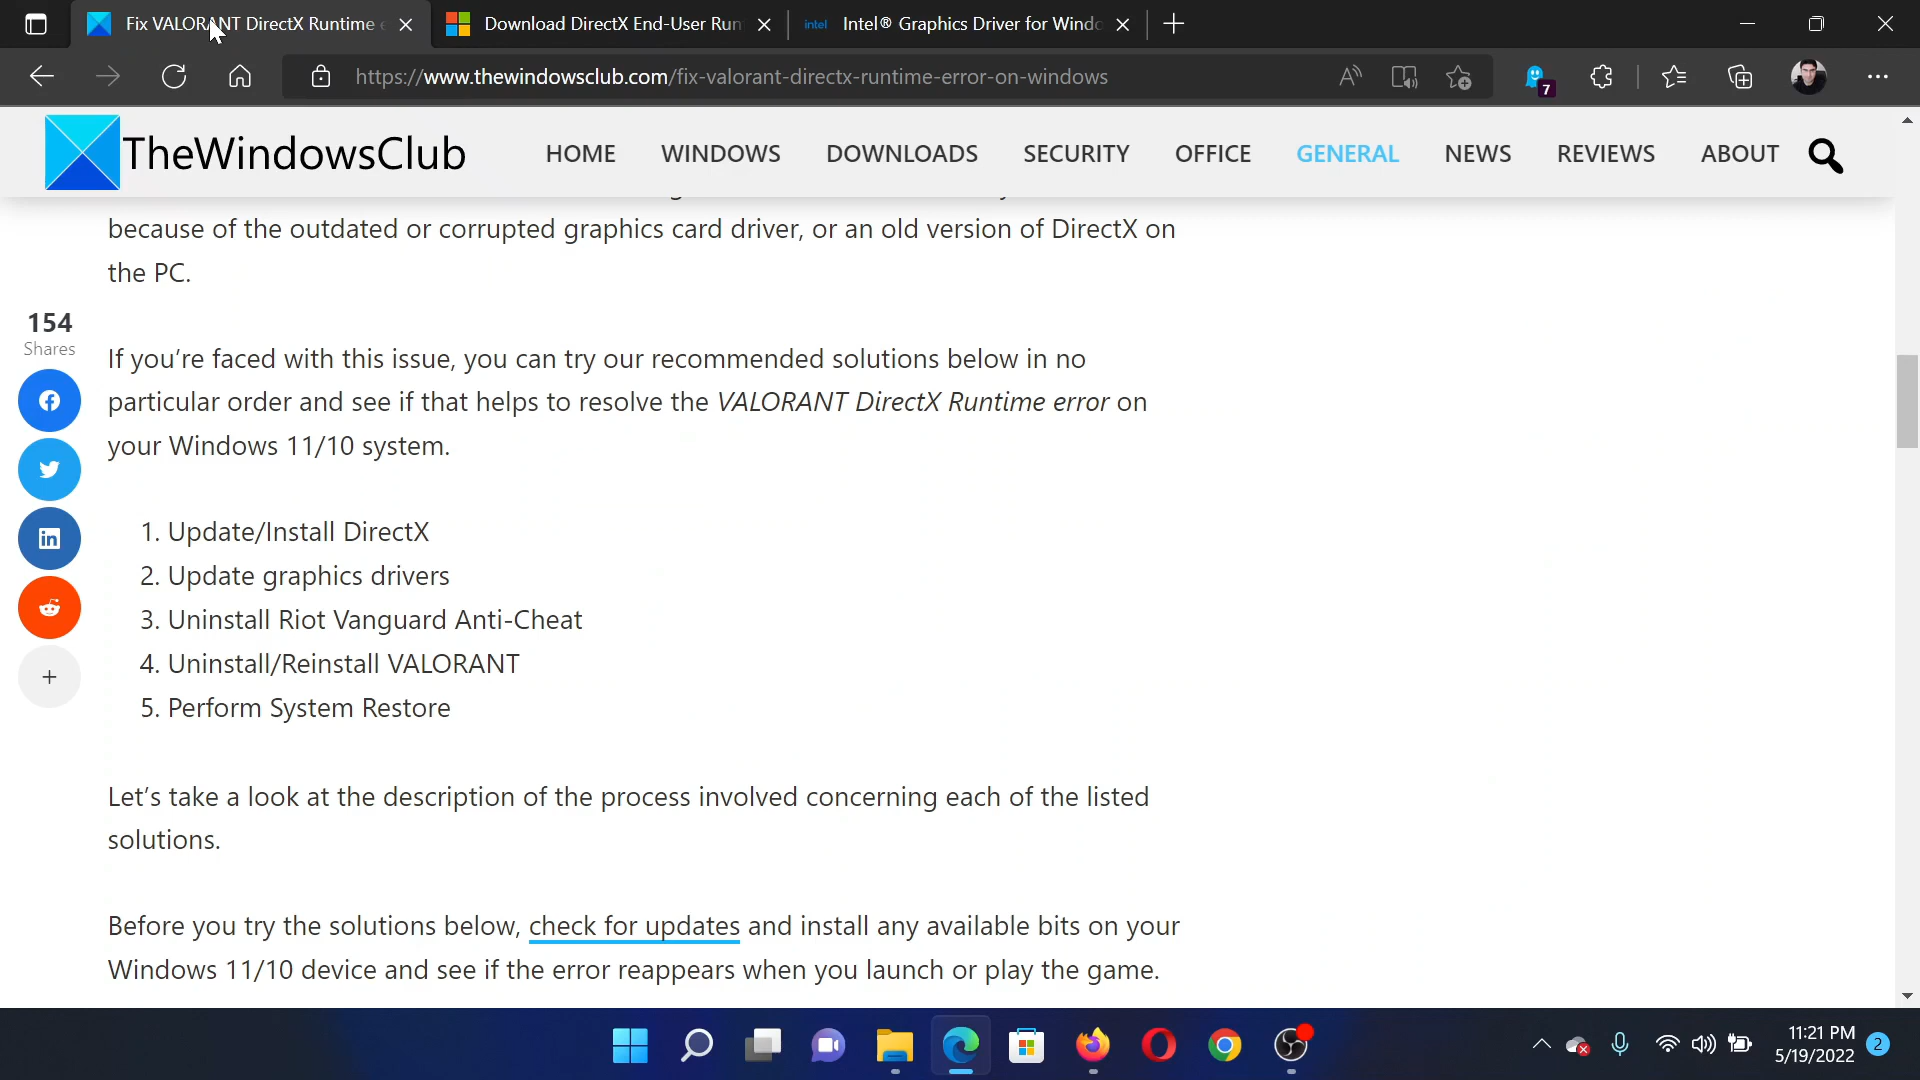 Fix VALORANT DirectX Runtime e
Download DirectX End-User Run
intel Intel® Graphics Driver for Windo
https://www.thewindowsclub.com/fix-valorant-directx-runtime-error-on-windows
7
TheWindowsClub
HOME WINDOWS DOWNLOADS SECURITY OFFICE GENERAL NEWS REVIEWS ABOUT
because of the outdated or corrupted graphics card driver, or an old version of DirectX on
the PC.
154
Shares
If you're faced with this issue, you can try our recommended solutions below in no
particular order and see if that helps to resolve the VALORANT DirectX Runtime error on
your Windows 11/10 system.
1. Update/Install DirectX
2. Update graphics drivers
3. Uninstall Riot Vanguard Anti-Cheat
4. Uninstall/Reinstall VALORANT
5. Perform System Restore
Let's take a look at the description of the process involved concerning each of the listed
solutions.
Before you try the solutions below, check for updates and install any available bits on your
Windows 11/10 device and see if the error reappears when you launch or play the game.
11:21 PM
5/19/2022
2